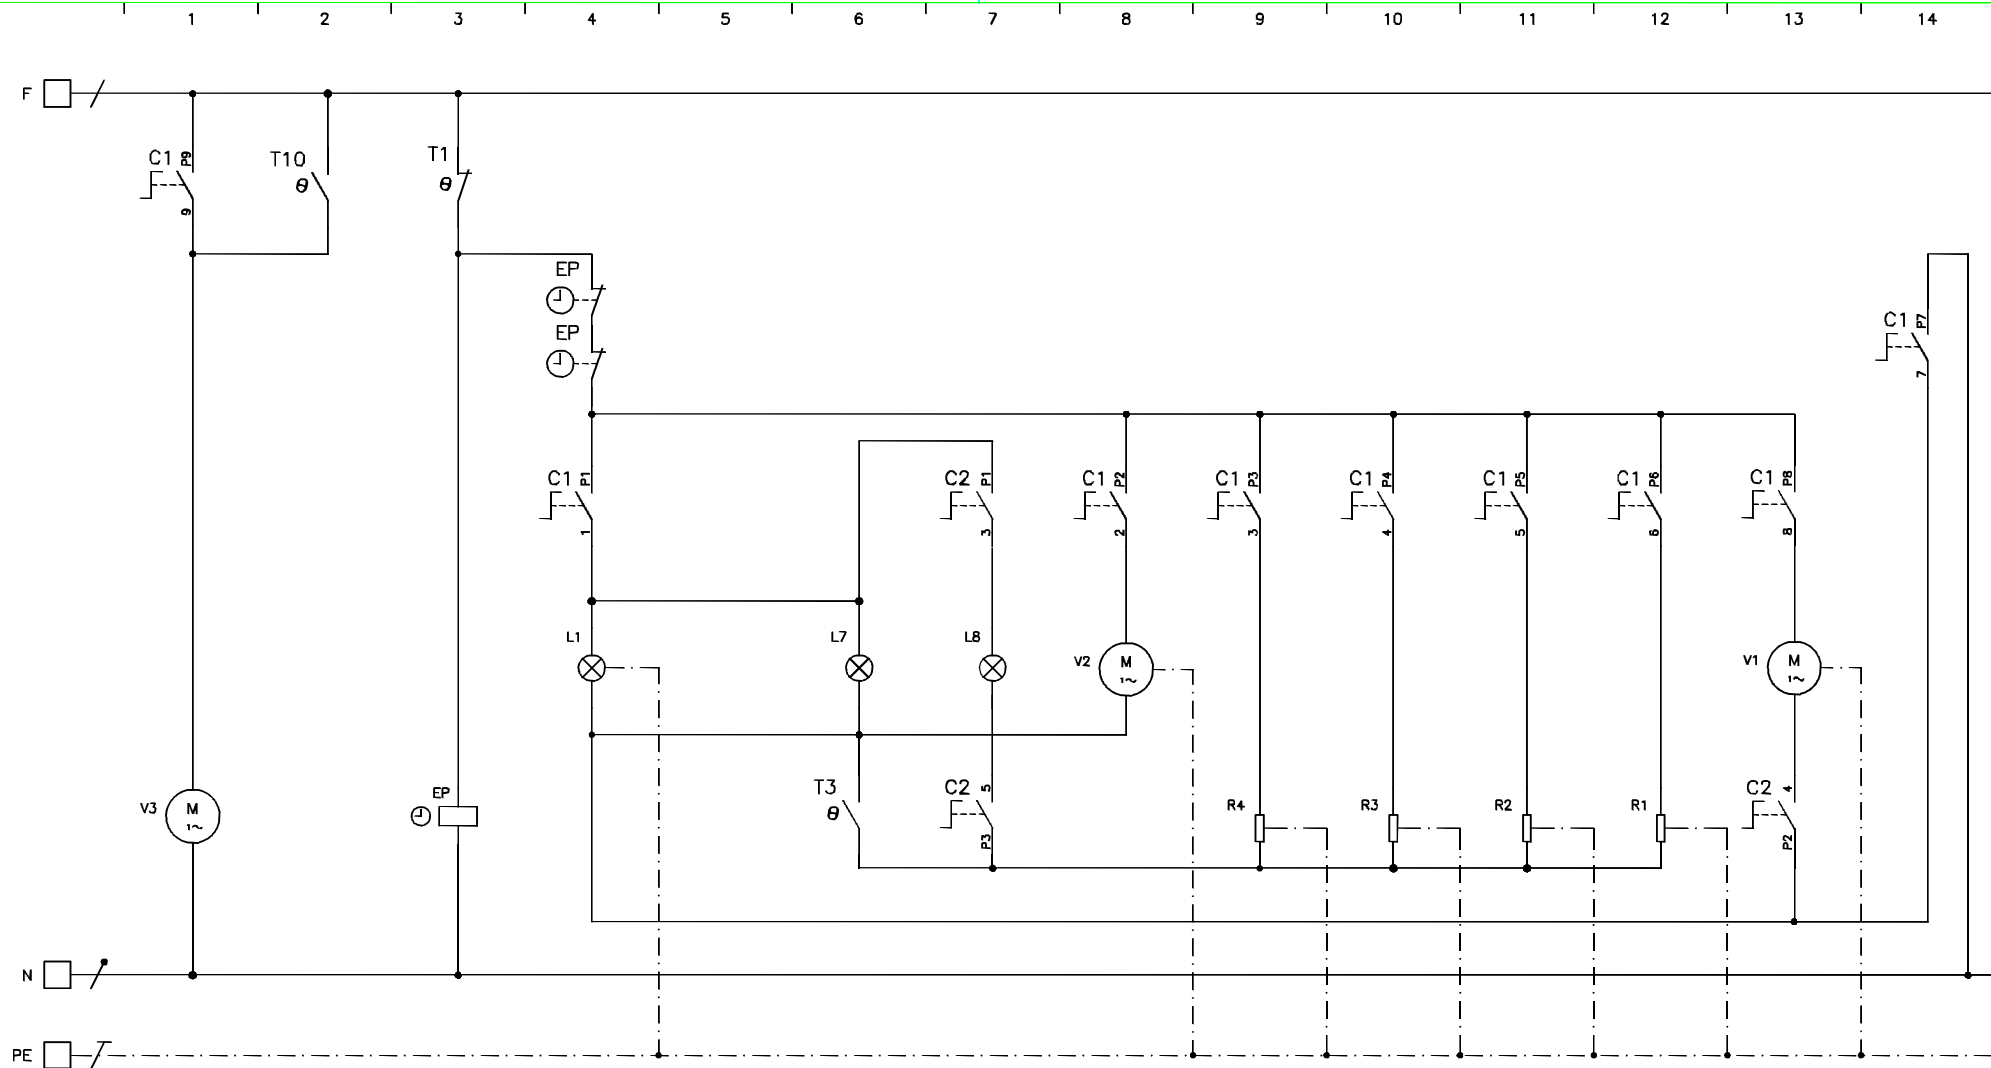 1 2 3 4 5 6 7 8 9 10 11 12 13 14
F
C1 P9 T10 T1
θ θ
9
EP
EP
C1 P7
7
C1 P1 C2 P1 C1 P2 C1 P3 C1 P4 C1 P5 C1 P6 C1 P8
1 3 2 3 4 5 6 8
L1 L7 L8 V2 M 1~ V1 M 1~
T3 C2 5 C2 4
V3 M 1~ EP θ P3 R4 R3 R2 R1 P2
N
PE